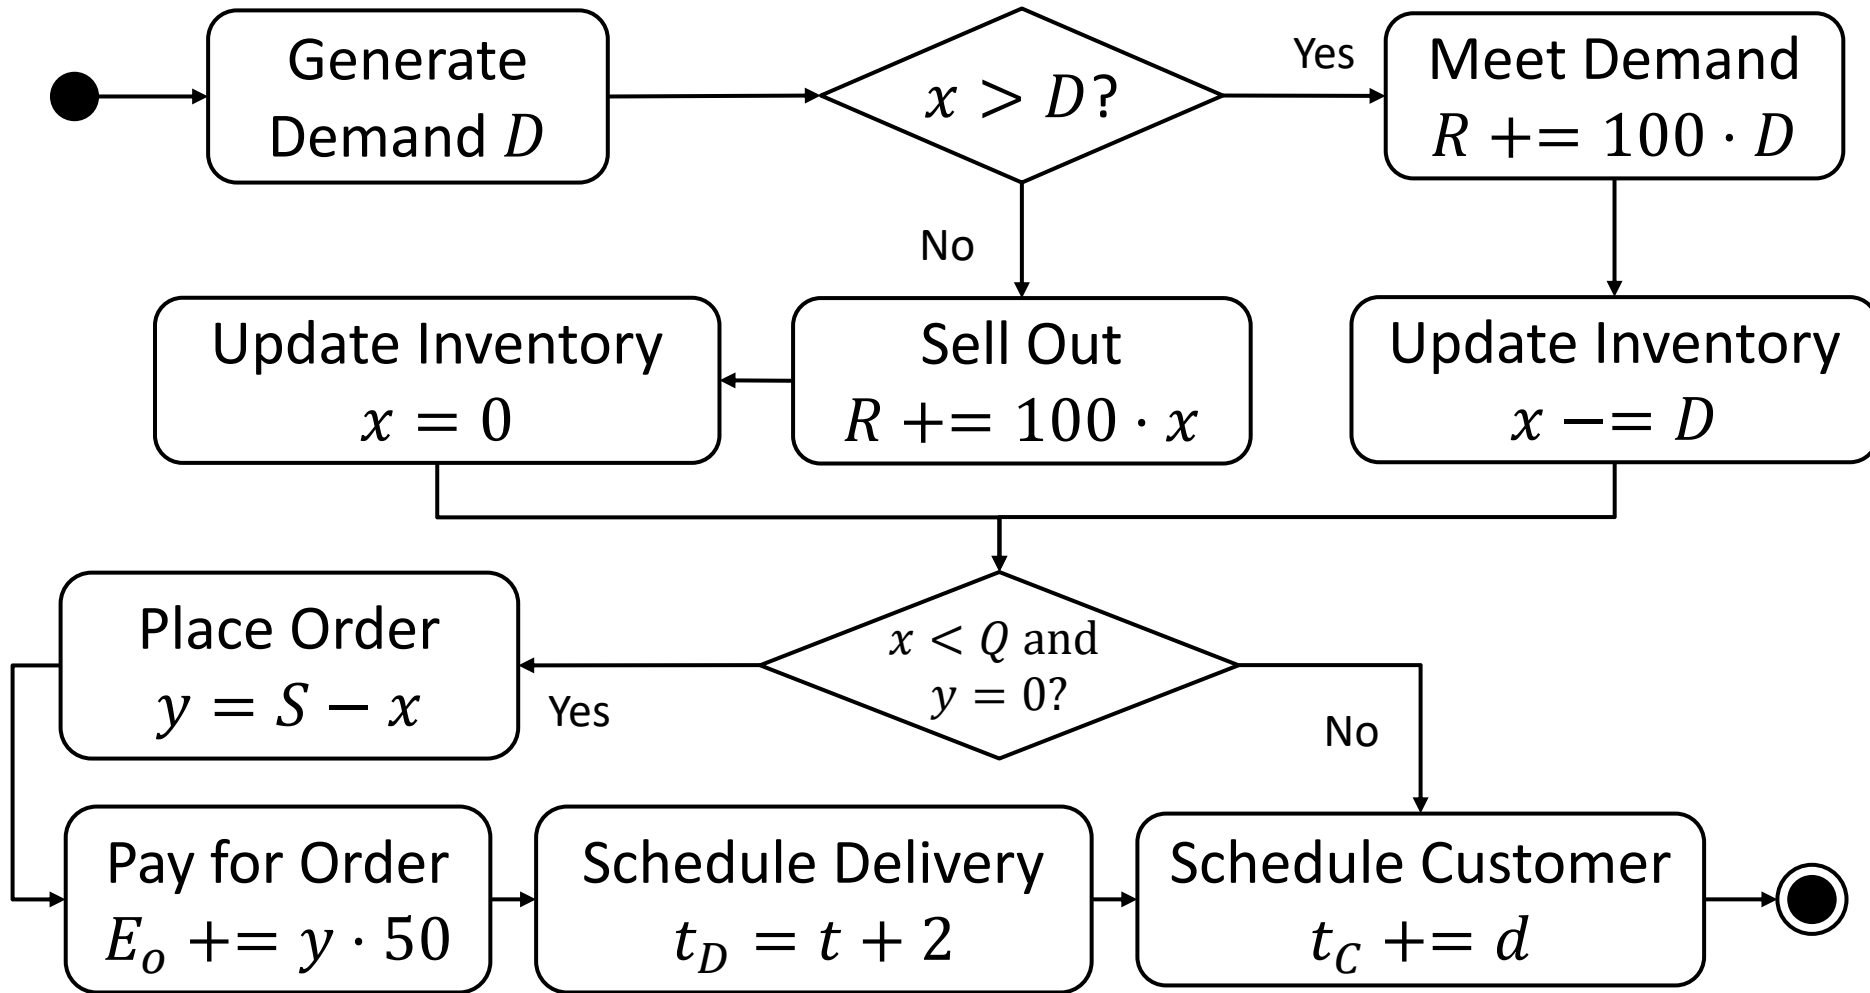 Generate
Demand D
x > D?
Yes
Meet Demand
R += 100 · D
No
Update Inventory
x = 0
Sell Out
R += 100 · x
Update Inventory
x −= D
Place Order
y = S − x
Yes
x < Q and
y = 0?
No
Pay for Order
E_o += y · 50
Schedule Delivery
t_D = t + 2
Schedule Customer
t_C += d